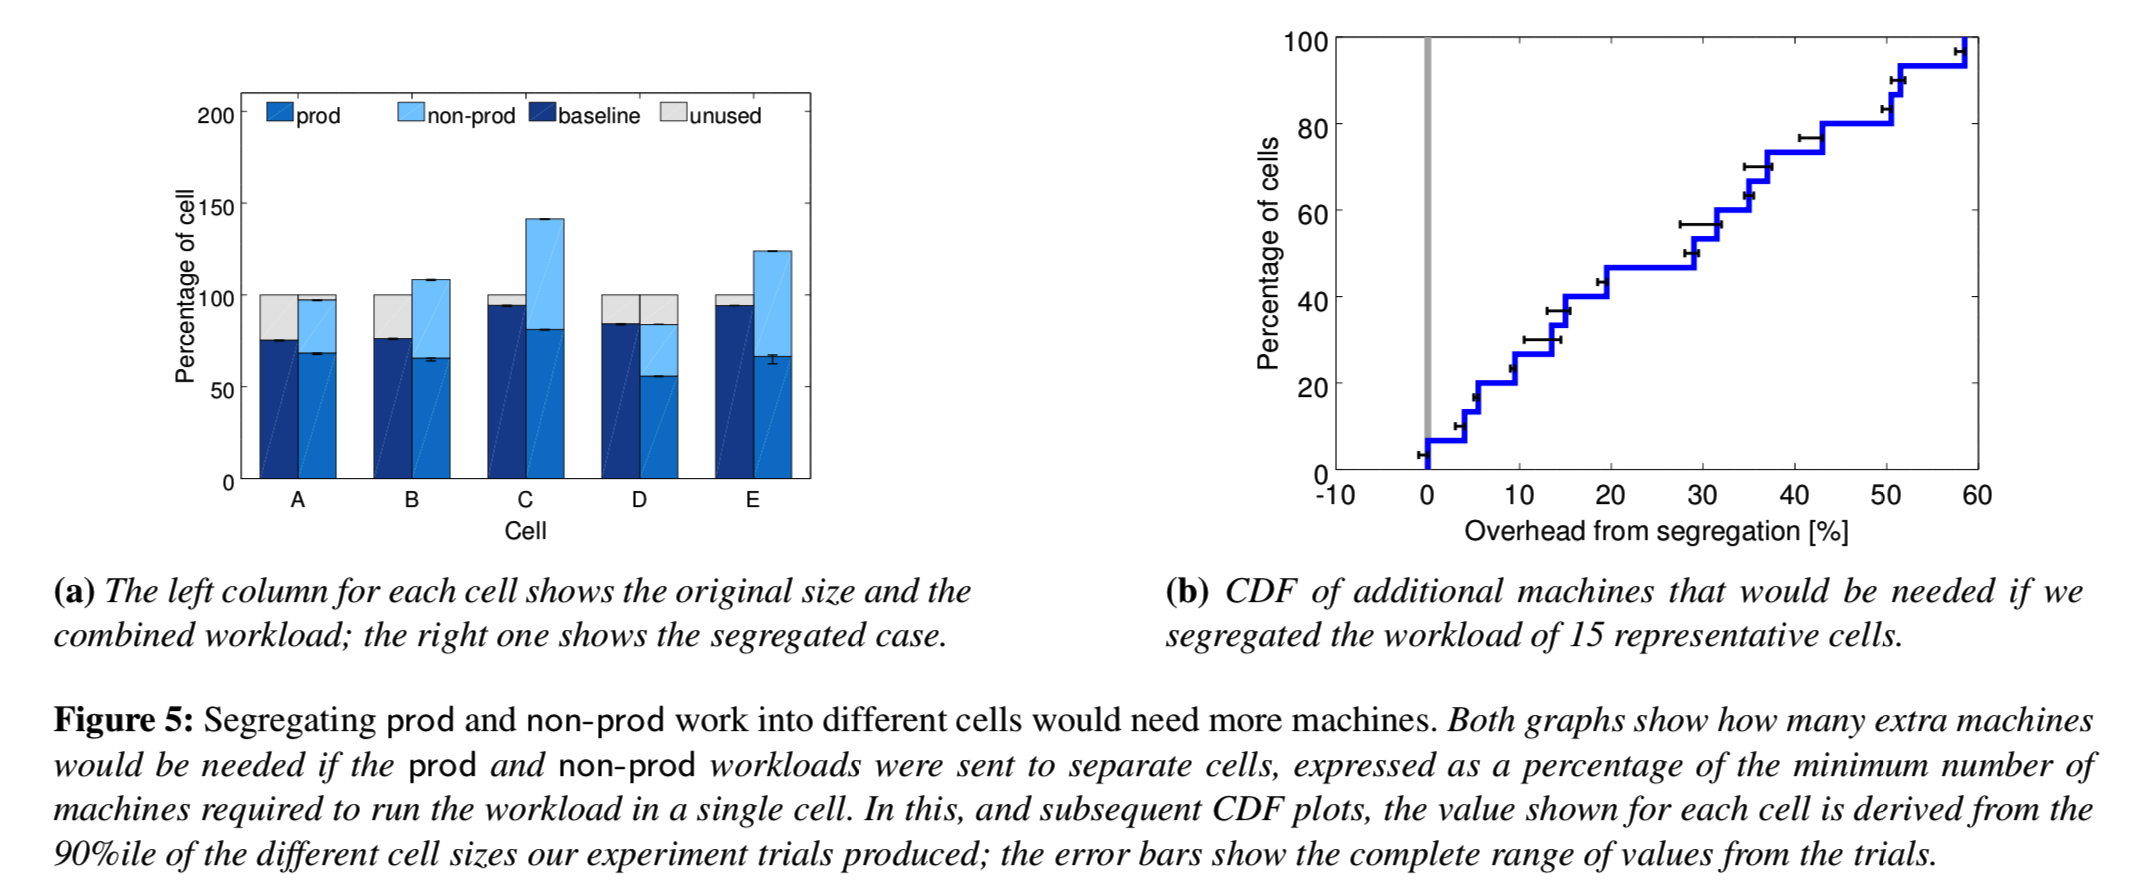 200
150
100
50
0
Percentage of cell
prod
non-prod
baseline
unused
A
B
C
D
E
Cell
100
80
60
40
20
0
Percentage of cells
-10
0
10
20
30
40
50
60
Overhead from segregation [%]
(a) The left column for each cell shows the original size and the
combined workload; the right one shows the segregated case.
(b) CDF of additional machines that would be needed if we
segregated the workload of 15 representative cells.
Figure 5: Segregating prod and non-prod work into different cells would need more machines. Both graphs show how many extra machines
would be needed if the prod and non-prod workloads were sent to separate cells, expressed as a percentage of the minimum number of
machines required to run the workload in a single cell. In this, and subsequent CDF plots, the value shown for each cell is derived from the
90%ile of the different cell sizes our experiment trials produced; the error bars show the complete range of values from the trials.